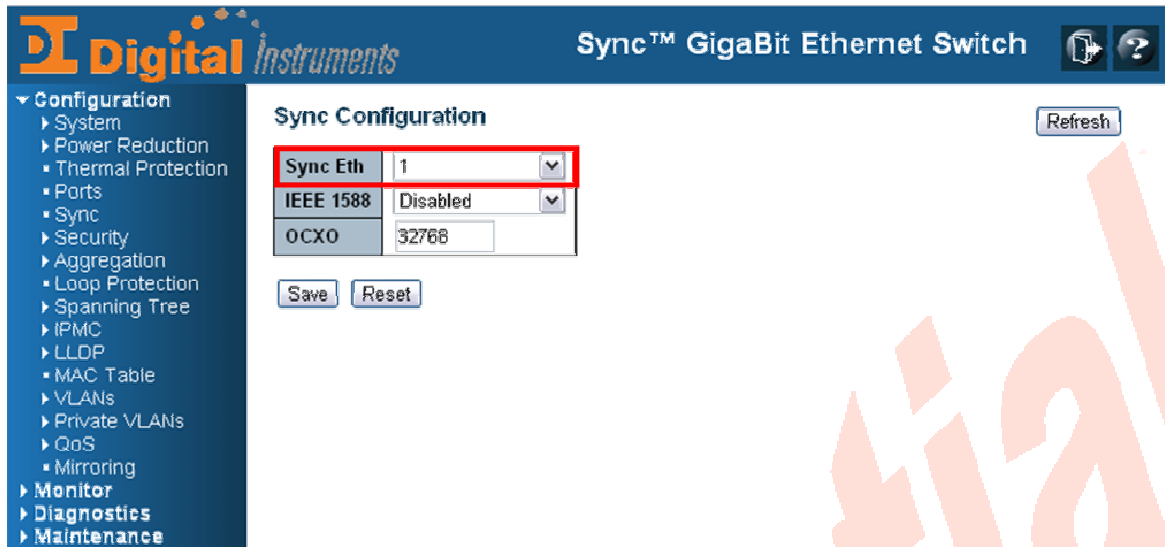 DI Digital Instruments
Sync™ GigaBit Ethernet Switch
Configuration
System
Power Reduction
Thermal Protection
Ports
Sync
Security
Aggregation
Loop Protection
Spanning Tree
IPMC
LLDP
MAC Table
VLANs
Private VLANs
QoS
Mirroring
Monitor
Diagnostics
Maintenance
Sync Configuration
Refresh
Sync Eth 1
IEEE 1588 Disabled
OCXO 32768
Save Reset
tial